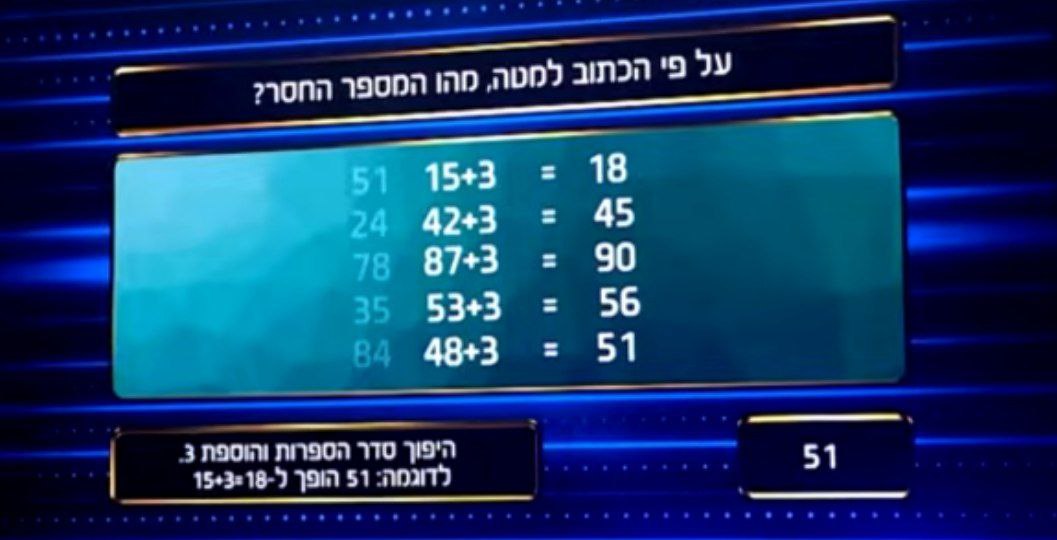 על פי הכתוב למטה, מהו המספר החסר?
51 15+3 = 18
24 42+3 = 45
78 87+3 = 90
35 53+3 = 56
84 48+3 = 51
היפוך סדר הספרות והוספת 3.
לדוגמה: 51 הופך ל-18=15+3
51